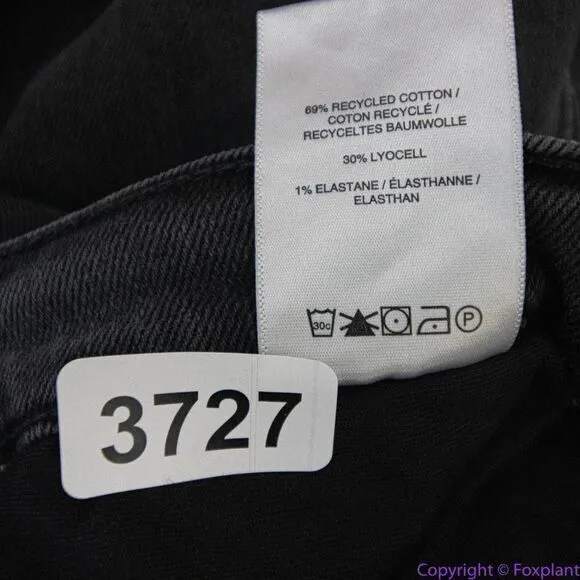 69% RECYCLED COTTON /
COTON RECYCLÉ /
RECYCELTES BAUMWOLLE
30% LYOCELL
1% ELASTANE / ÉLASTHANNE /
ELASTHAN
30c P
3727
Copyright © Foxplant